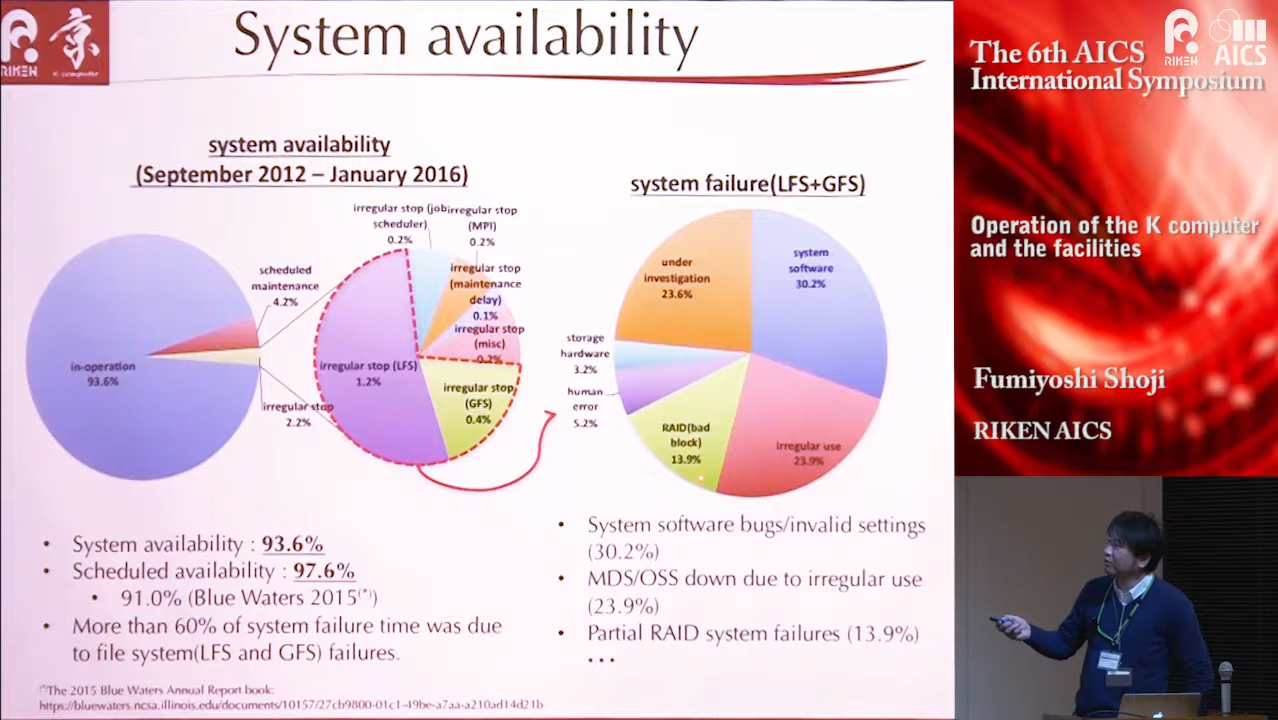 RIKEN
京
K computer
System availability
system availability
(September 2012 – January 2016)
in-operation
93.6%
scheduled
maintenance
4.2%
irregular stop
2.2%
irregular stop (job
scheduler)
0.2%
irregular stop
(MPI)
0.2%
irregular stop
(maintenance
delay)
0.1%
irregular stop
(misc)
0.2%
irregular stop (LFS)
1.2%
irregular stop
(GFS)
0.4%
system failure(LFS+GFS)
system
software
30.2%
under
investigation
23.6%
storage
hardware
3.2%
human
error
5.2%
RAID(bad
block)
13.9%
irregular use
23.9%
• System availability : 93.6%
• Scheduled availability : 97.6%
• 91.0% (Blue Waters 2015(*))
• More than 60% of system failure time was due
to file system(LFS and GFS) failures.
• System software bugs/invalid settings
(30.2%)
• MDS/OSS down due to irregular use
(23.9%)
• Partial RAID system failures (13.9%)
...
(*)The 2015 Blue Waters Annual Report book:
https://bluewaters.ncsa.illinois.edu/documents/10157/27cb9800-01c1-49be-a7aa-a210ad14d21b
The 6th AICS
International Symposium
RIKEN
AICS
Operation of the K computer
and the facilities
Fumiyoshi Shoji
RIKEN AICS